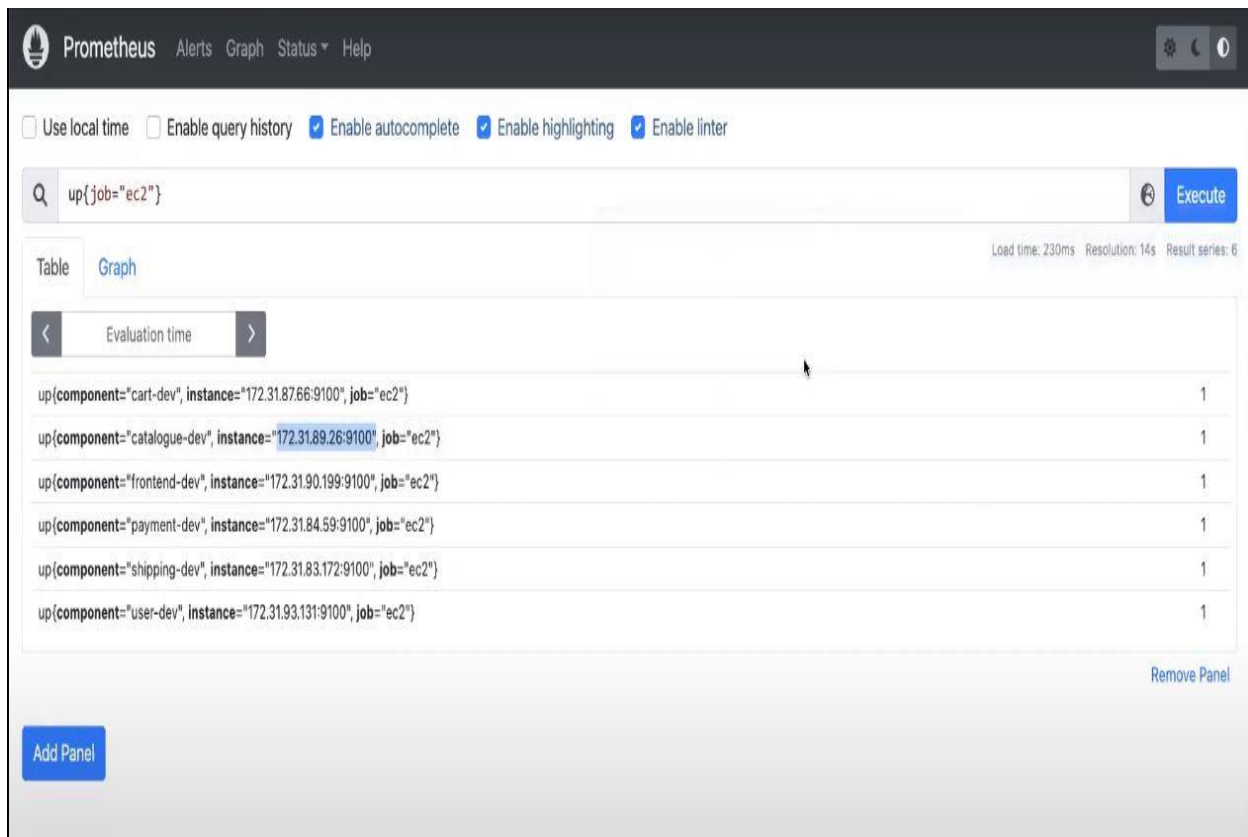 Prometheus Alerts Graph Status Help
Use local time Enable query history Enable autocomplete Enable highlighting Enable linter
up{job="ec2"} Execute
Load time: 230ms Resolution: 14s Result series: 6
Table Graph
Evaluation time
up{component="cart-dev", instance="172.31.87.66:9100", job="ec2"} 1
up{component="catalogue-dev", instance="172.31.89.26:9100", job="ec2"} 1
up{component="frontend-dev", instance="172.31.90.199:9100", job="ec2"} 1
up{component="payment-dev", instance="172.31.84.59:9100", job="ec2"} 1
up{component="shipping-dev", instance="172.31.83.172:9100", job="ec2"} 1
up{component="user-dev", instance="172.31.93.131:9100", job="ec2"} 1
Remove Panel
Add Panel